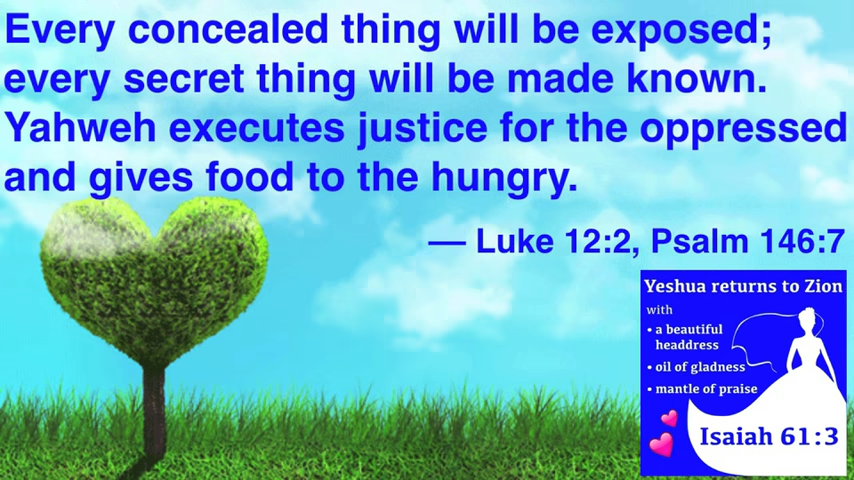 Every concealed thing will be exposed;
every secret thing will be made known.
Yahweh executes justice for the oppressed
and gives food to the hungry.
— Luke 12:2, Psalm 146:7
Yeshua returns to Zion
with
• a beautiful
headdress
• oil of gladness
• mantle of praise
Isaiah 61:3